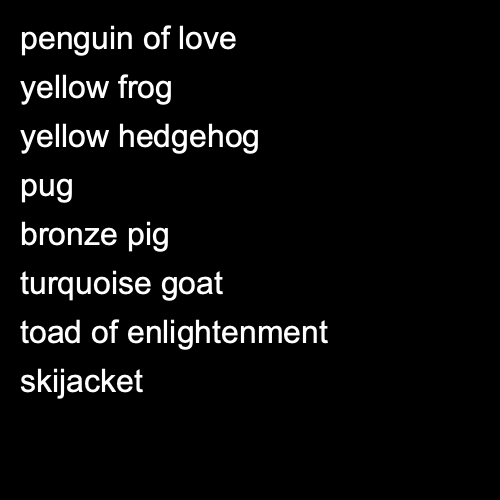 penguin of love
yellow frog
yellow hedgehog
pug
bronze pig
turquoise goat
toad of enlightenment
skijacket